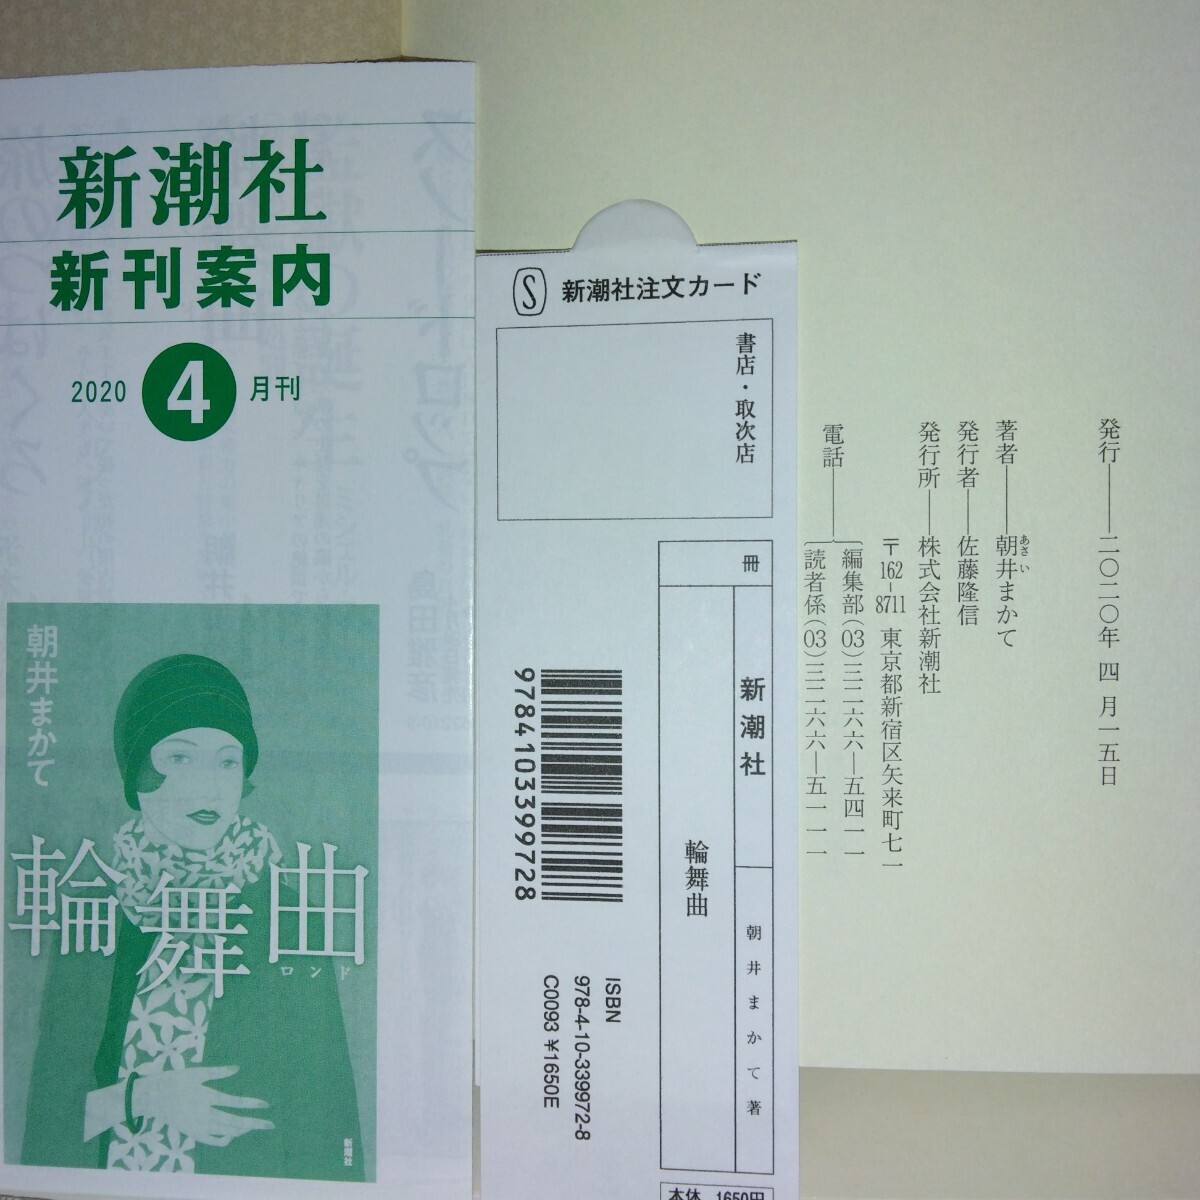 新潮社
新刊案内
2020 4 月刊
朝井まかて
輪舞曲
ロンド
新潮社
S 新潮社注文カード
書店・取次店
冊
新潮社
朝井まかて著
輪舞曲
9784103399728
ISBN
978-4-10-339972-8
C0093 ¥1650E
本体 1650円
発行――二〇二〇年 四 月一五日
著者――朝井まかて
あさい
発行者――佐藤隆信
発行所――株式会社新潮社
〒162-8711 東京都新宿区矢来町七一
電話――編集部(03)三二六六―五四一一
読者係(03)三二六六―五一一一